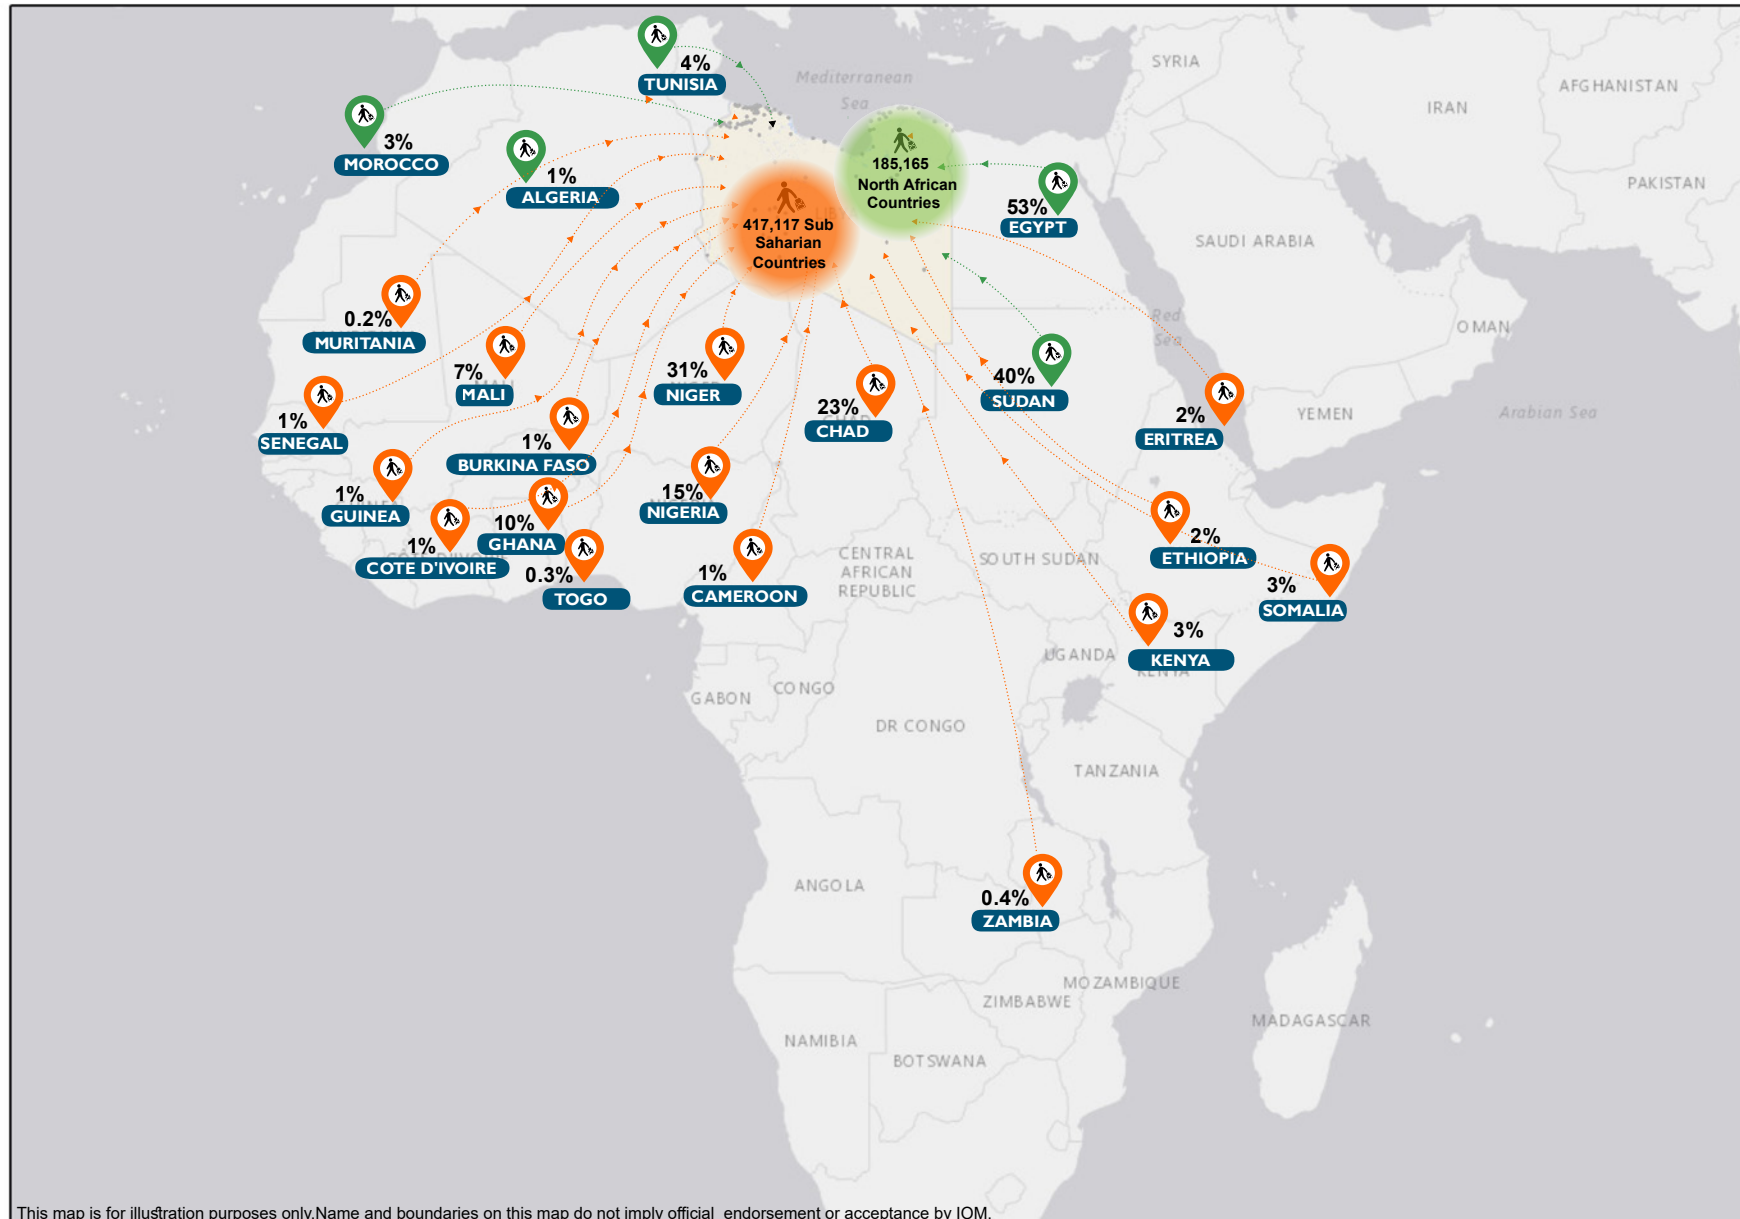 4%
TUNISIA
Mediterranean
Sea
SYRIA
AFGHANISTAN
IRAN
3%
MOROCCO
1%
ALGERIA
185,165
North African
Countries
53%
EGYPT
PAKISTAN
417,117 Sub
Saharian
Countries
SAUDI ARABIA
0.2%
MURITANIA
Red
Sea
OMAN
7%
MALI
31%
NIGER
23%
CHAD
40%
SUDAN
2%
ERITREA
YEMEN
Arabian Sea
1%
SENEGAL
1%
BURKINA FASO
1%
GUINEA
15%
NIGERIA
10%
GHANA
1%
COTE D'IVOIRE
0.3%
TOGO
1%
CAMEROON
CENTRAL
AFRICAN
REPUBLIC
SOUTH SUDAN
2%
ETHIOPIA
3%
SOMALIA
3%
KENYA
UGANDA
KENYA
GABON
CONGO
DR CONGO
TANZANIA
ANGOLA
0.4%
ZAMBIA
MOZAMBIQUE
ZIMBABWE
MADAGASCAR
NAMIBIA
BOTSWANA
This map is for illustration purposes only.Name and boundaries on this map do not imply official endorsement or acceptance by IOM.